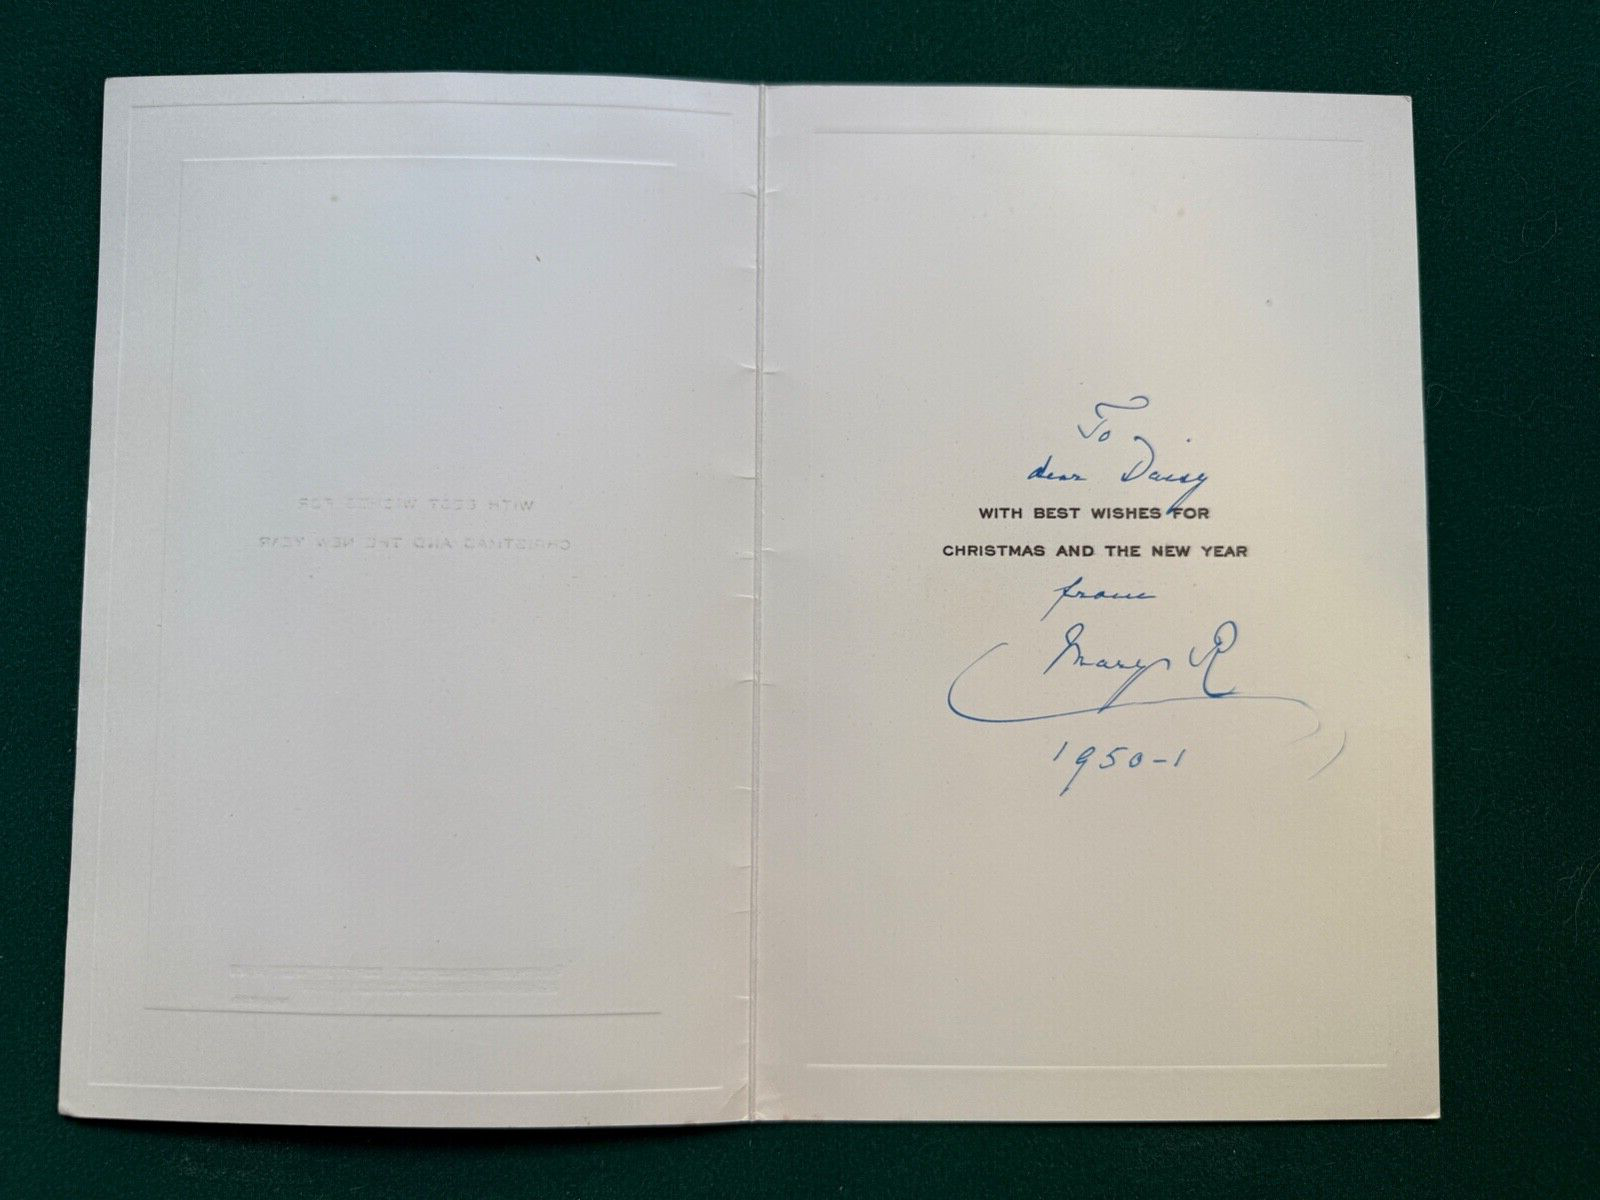 To
dear Daisy
WITH BEST WISHES FOR
CHRISTMAS AND THE NEW YEAR
from
Mary R
1950-1